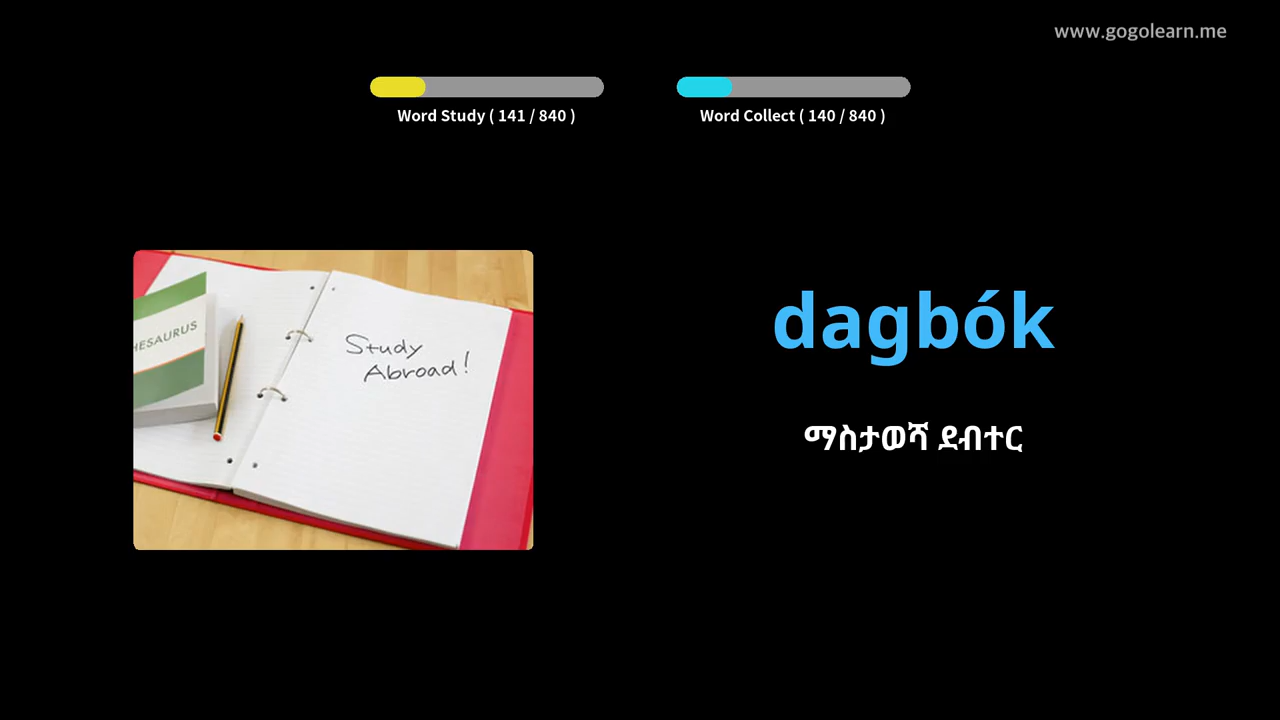 www.gogolearn.me
Word Study ( 141 / 840 )
Word Collect ( 140 / 840 )
HESAURUS
Study
Abroad!
dagbók
ማስታወሻ ደብተር